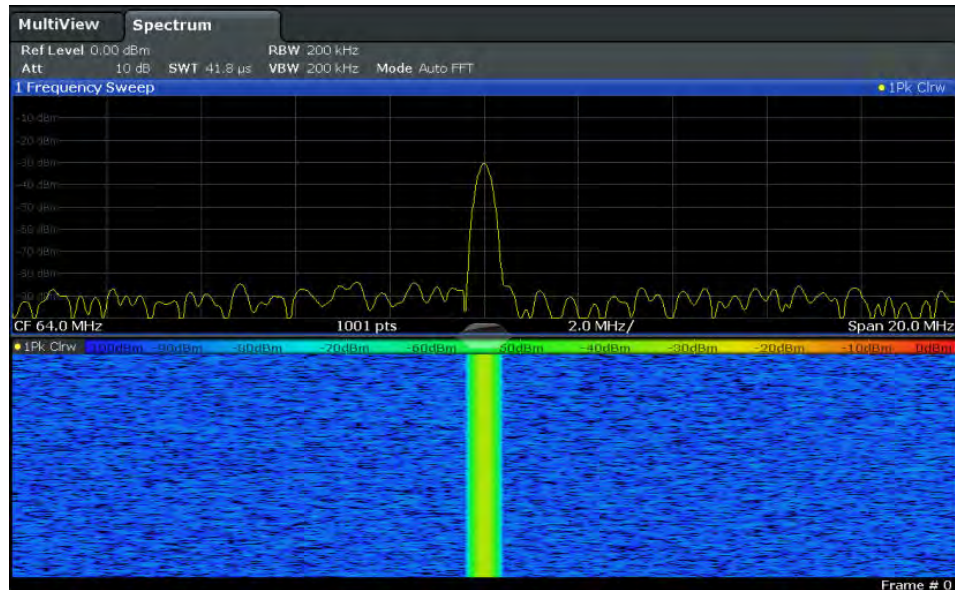 MultiView Spectrum
Ref Level 0.00 dBm RBW 200 kHz
Att 10 dB SWT 41.8 µs VBW 200 kHz Mode Auto FFT
1 Frequency Sweep 1Pk Clrw
-10 dBm
-20 dBm
-30 dBm
-40 dBm
-50 dBm
-60 dBm
-70 dBm
-80 dBm
-90 dBm
CF 64.0 MHz 1001 pts 2.0 MHz/ Span 20.0 MHz
1Pk Clrw -100dBm -90dBm -80dBm -70dBm -60dBm -50dBm -40dBm -30dBm -20dBm -10dBm 0dBm
Frame # 0